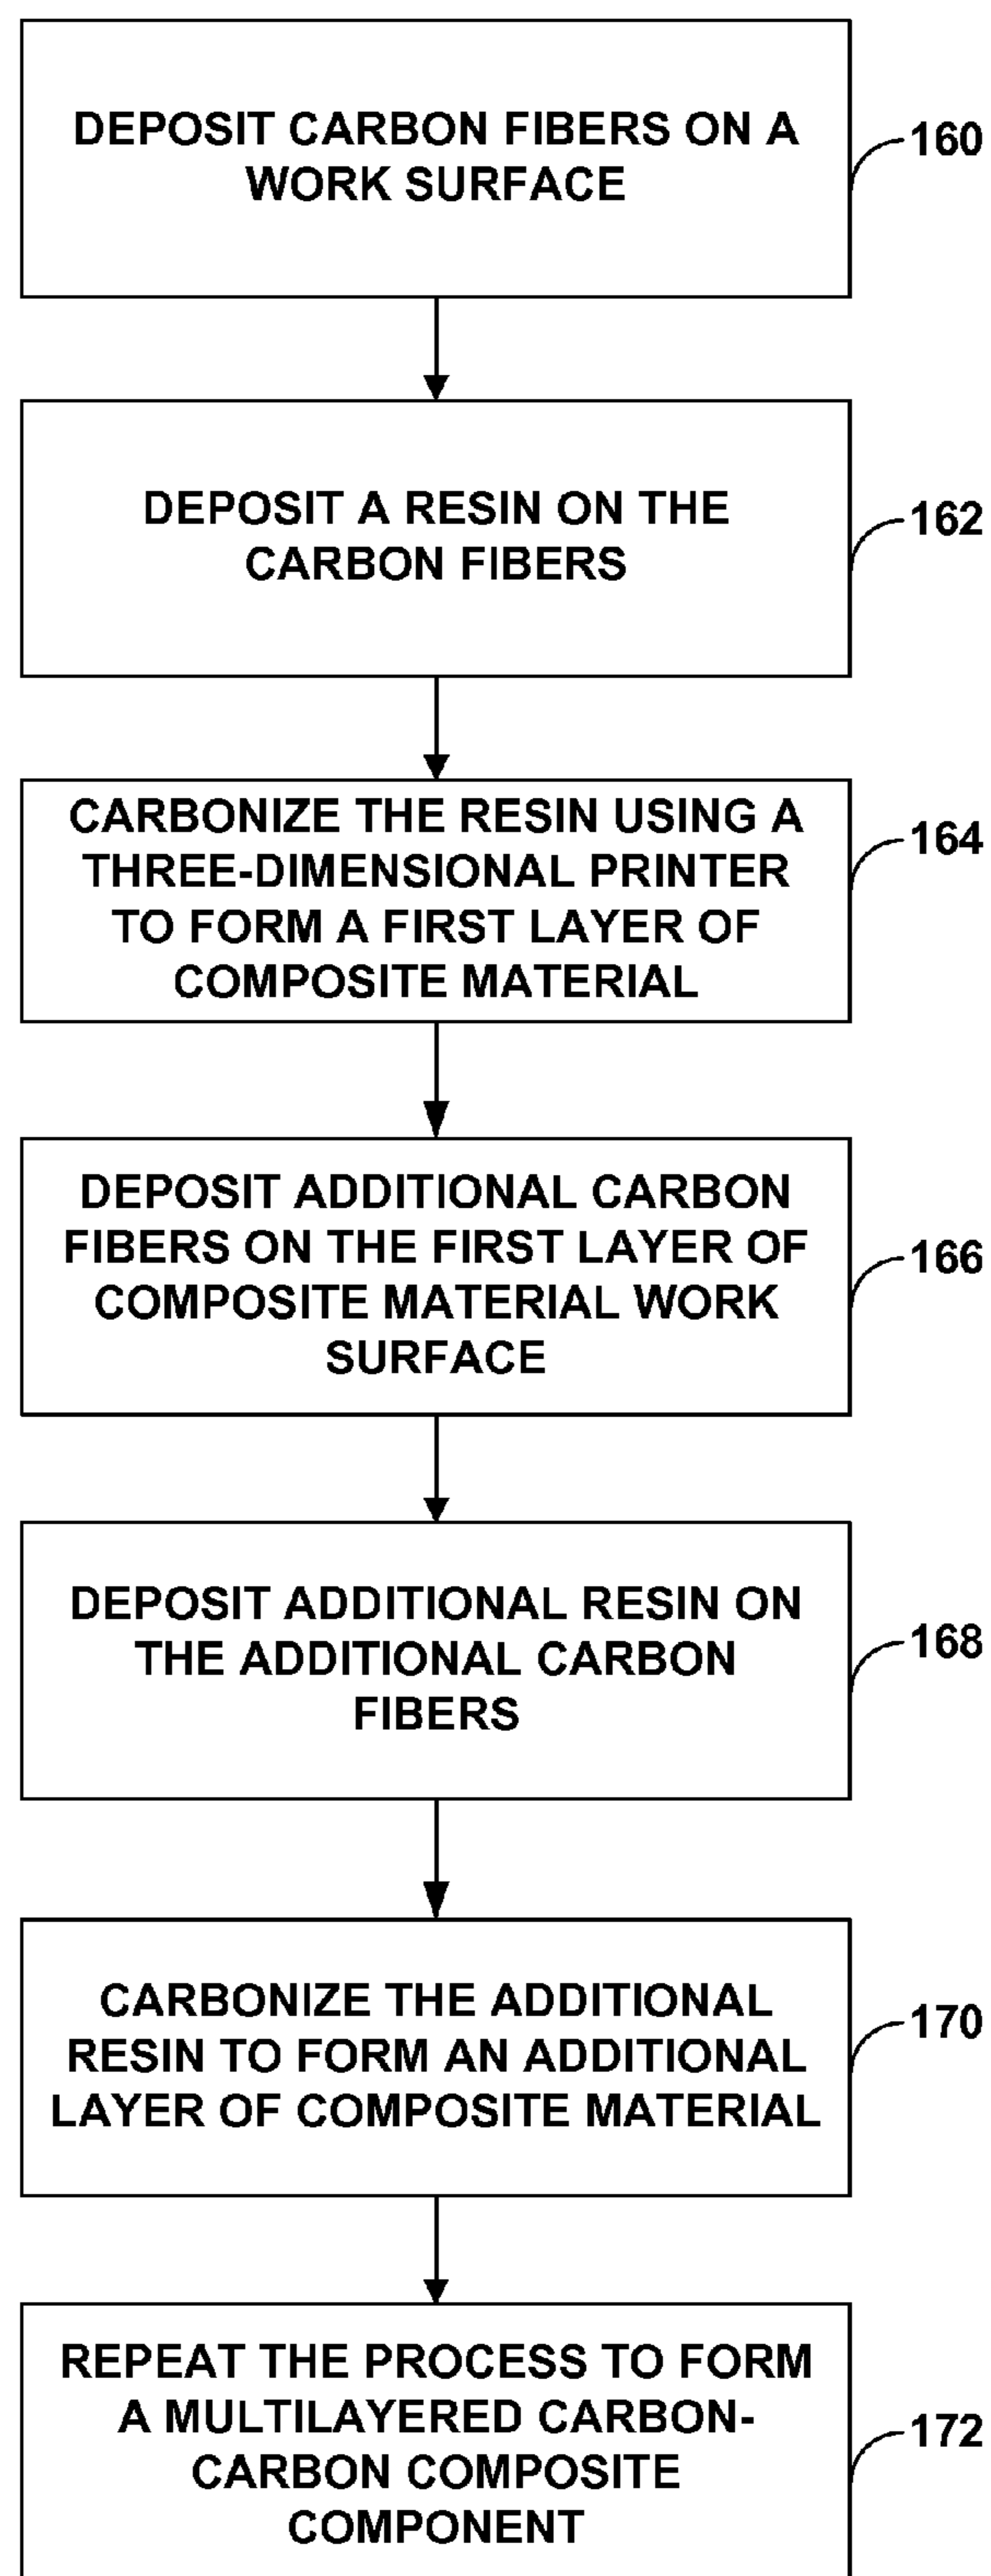 DEPOSIT CARBON FIBERS ON A
WORK SURFACE
160
DEPOSIT A RESIN ON THE
CARBON FIBERS
162
CARBONIZE THE RESIN USING A
THREE-DIMENSIONAL PRINTER
TO FORM A FIRST LAYER OF
COMPOSITE MATERIAL
164
DEPOSIT ADDITIONAL CARBON
FIBERS ON THE FIRST LAYER OF
COMPOSITE MATERIAL WORK
SURFACE
166
DEPOSIT ADDITIONAL RESIN ON
THE ADDITIONAL CARBON
FIBERS
168
CARBONIZE THE ADDITIONAL
RESIN TO FORM AN ADDITIONAL
LAYER OF COMPOSITE MATERIAL
170
REPEAT THE PROCESS TO FORM
A MULTILAYERED CARBON-
CARBON COMPOSITE
COMPONENT
172